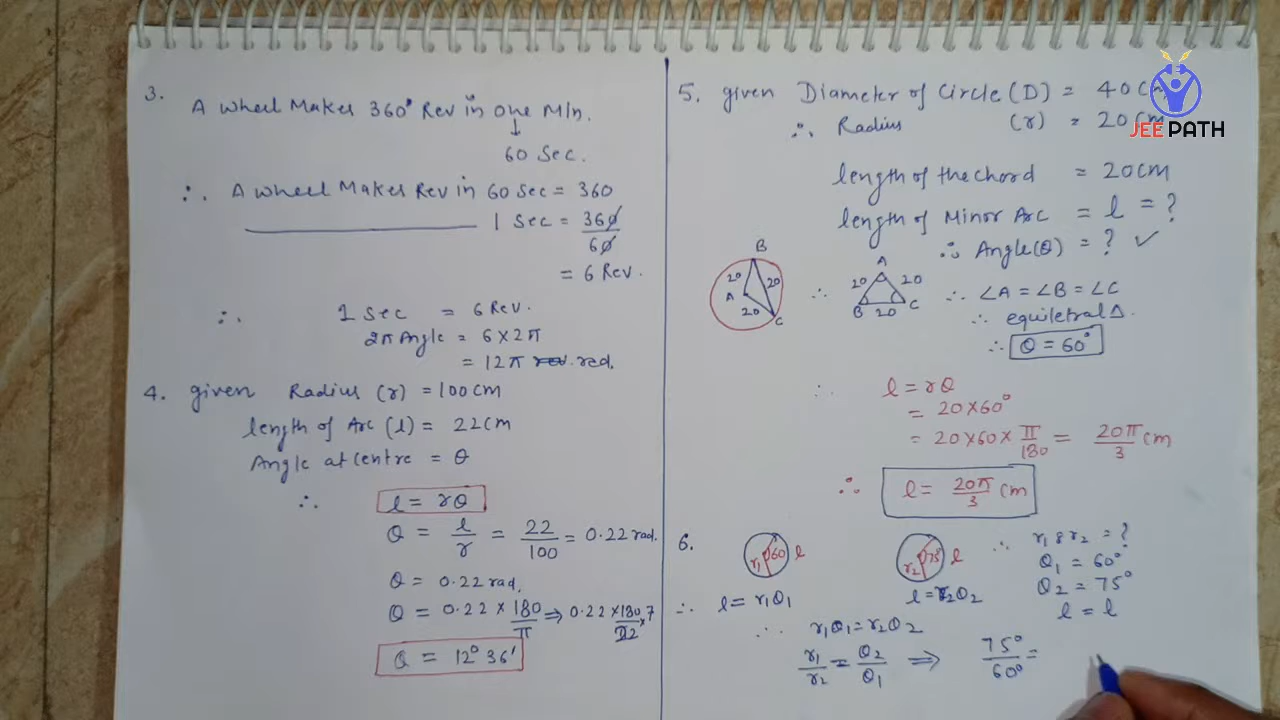 3.
A wheel Makes 360° Rev in one Min.
↓
60 Sec.
∴ A wheel Makes Rev in 60 Sec = 360
1 Sec = 360/60
= 6 Rev.
∴ 1 Sec = 6 Rev.
2π Angle = 6 × 2π
= 12π rev. red.
4. given Radius (r) = 100 cm
length of Arc (l) = 22 cm
Angle at Centre = θ
∴ l = rθ
θ = l/r = 22/100 = 0.22 rad.
θ = 0.22 rad.
θ = 0.22 × 180/π ⇒ 0.22 × 180/22 × 7
θ = 12° 36'
5. given Diameter of Circle (D) = 40 cm
∴ Radius (r) = 20 cm
JEE PATH
length of the chord = 20 cm
length of Minor Arc = l = ?
∴ Angle (θ) = ? ✓
B
20
A
20
20
C
∴
A
20
20
B
20
C
∴ ∠A = ∠B = ∠C
∴ equiletral Δ.
∴ θ = 60°
∴ l = rθ
= 20 × 60°
= 20 × 60 × π/180 = 20π/3 cm
∴ l = 20π/3 cm
6.
r₁ 60 l
r₂ 75° l
∴ r₁ & r₂ = ?
θ₁ = 60°
θ₂ = 75°
l = l
∴ l = r₁θ₁
l = r₂θ₂
∴ r₁θ₁ = r₂θ₂
r₁/r₂ = θ₂/θ₁ ⇒ 75°/60° =